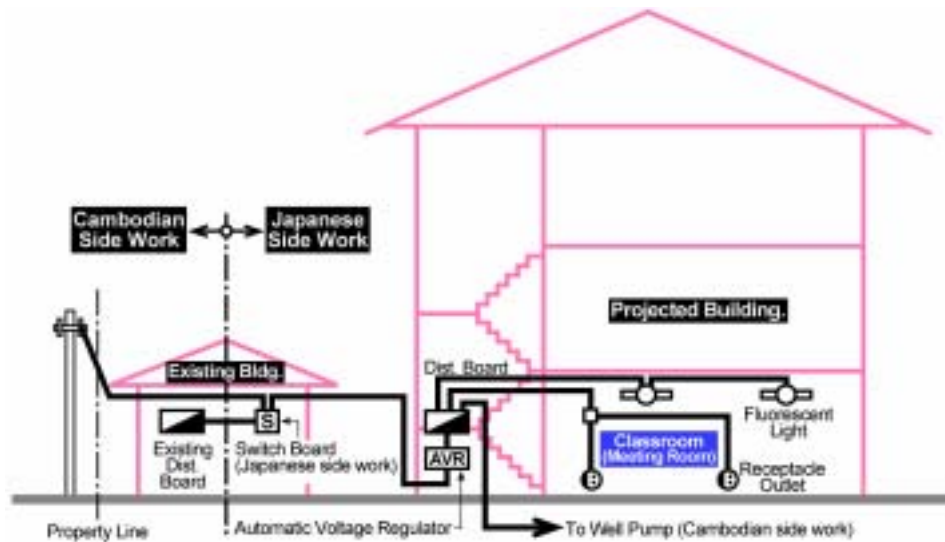 Cambodian
Side Work
Japanese
Side Work
Projected Building.
Existing Bldg.
Dist. Board
Fluorescent
Light
S
Existing
Dist.
Board
Switch Board
(Japanese side work)
AVR
Classroom
(Meeting Room)
Receptacle
Outlet
Property Line
Automatic Voltage Regulator
To Well Pump (Cambodian side work)